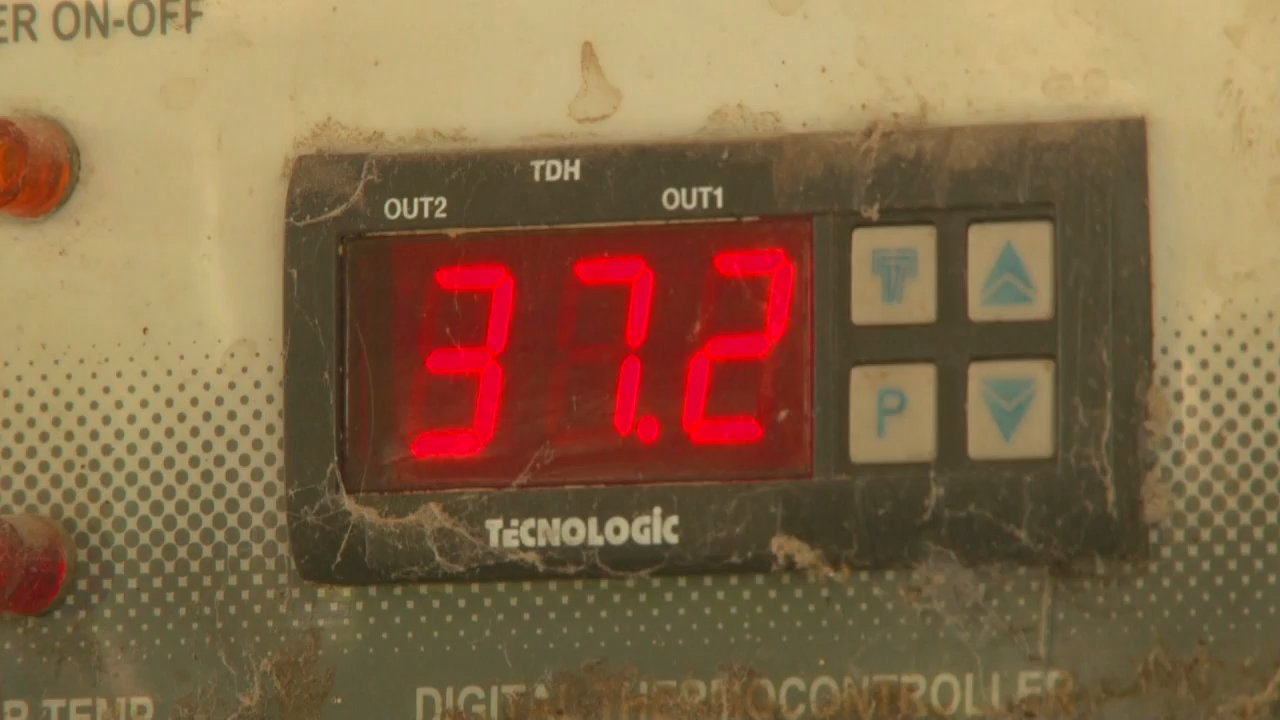 ER ON-OFF
TDH
OUT2 OUT1
37.2
P
TECNOLOGIC
R TEMP
DIGITAL THERMOCONTROLLER